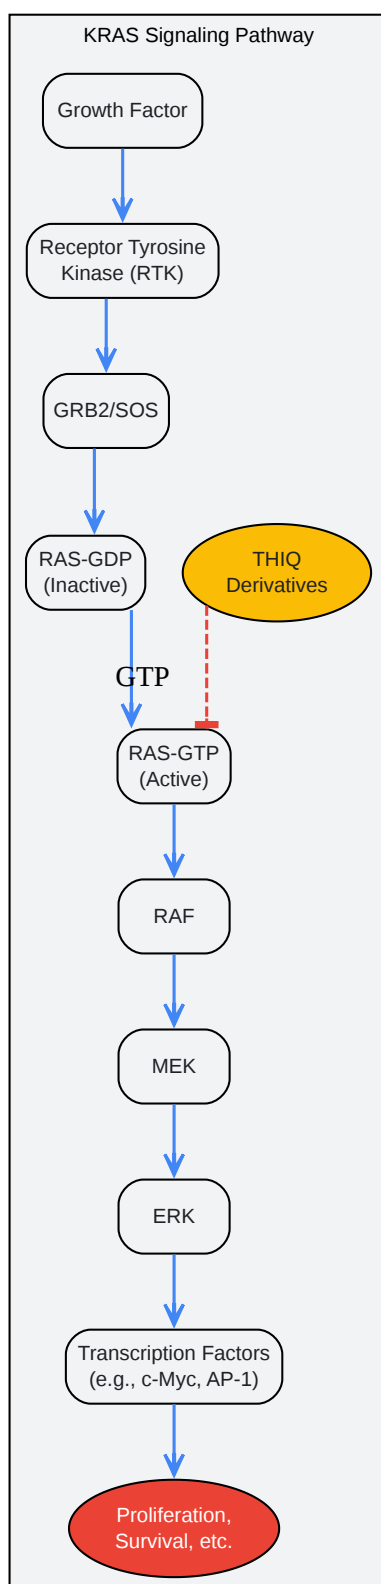 KRAS Signaling Pathway
Growth Factor
Receptor Tyrosine
Kinase (RTK)
GRB2/SOS
RAS-GDP
(Inactive)
THIQ
Derivatives
GTP
RAS-GTP
(Active)
RAF
MEK
ERK
Transcription Factors
(e.g., c-Myc, AP-1)
Proliferation,
Survival, etc.